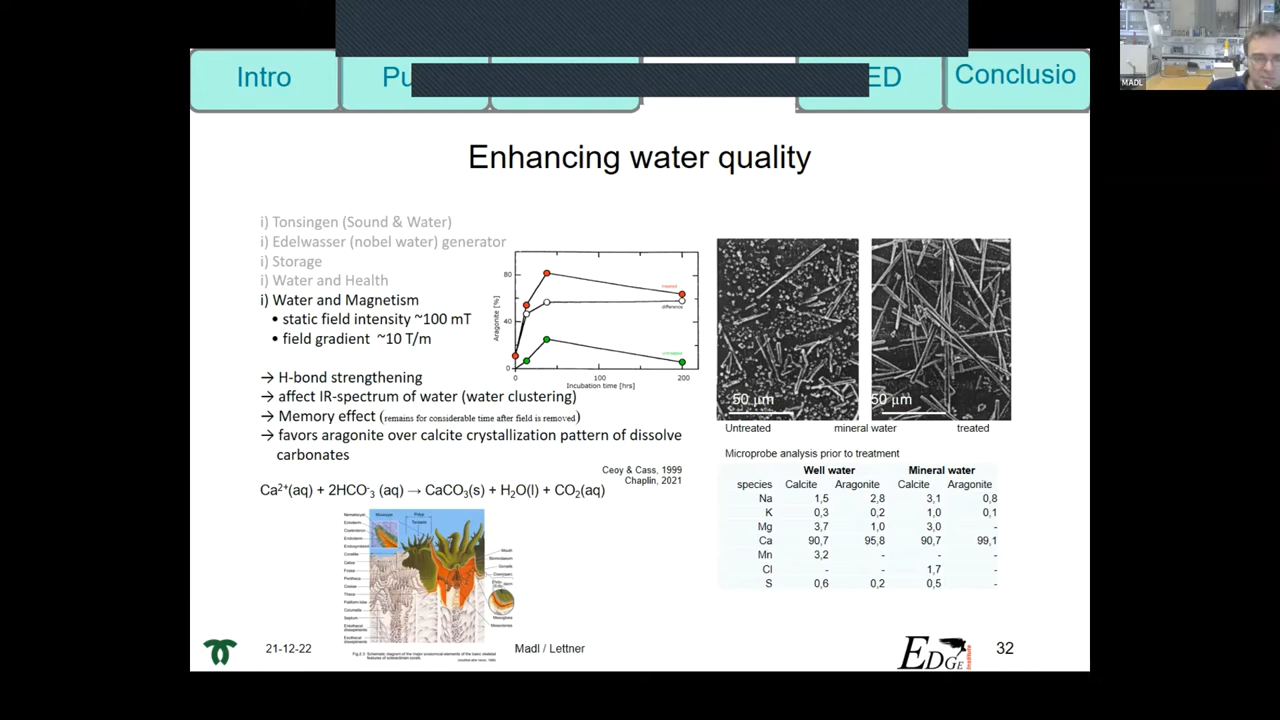 MADL
Intro
Pu
ED
Conclusio
Enhancing water quality
i) Tonsingen (Sound & Water)
i) Edelwasser (nobel water) generator
i) Storage
i) Water and Health
i) Water and Magnetism
• static field intensity ~100 mT
• field gradient ~10 T/m
→ H-bond strengthening
→ affect IR-spectrum of water (water clustering)
→ Memory effect (remains for considerable time after field is removed)
→ favors aragonite over calcite crystallization pattern of dissolve
carbonates
Ceoy & Cass, 1999
Chaplin, 2021
Ca²⁺(aq) + 2HCO⁻₃ (aq) → CaCO₃(s) + H₂O(l) + CO₂(aq)
Aragonite [%]
80
40
0
0 100 200
Incubation time [hrs]
treated
difference
untreated
50 µm
50 µm
Untreated mineral water treated
Microprobe analysis prior to treatment
Well water Mineral water
species Calcite Aragonite Calcite Aragonite
Na 1,5 2,8 3,1 0,8
K 0,3 0,2 1,0 0,1
Mg 3,7 1,0 3,0 -
Ca 90,7 95,8 90,7 99,1
Mn 3,2 - - -
Cl - - 1,7
S 0,6 0,2 0,5 -
21-12-22
Madl / Lettner
EDGE
Institute
32